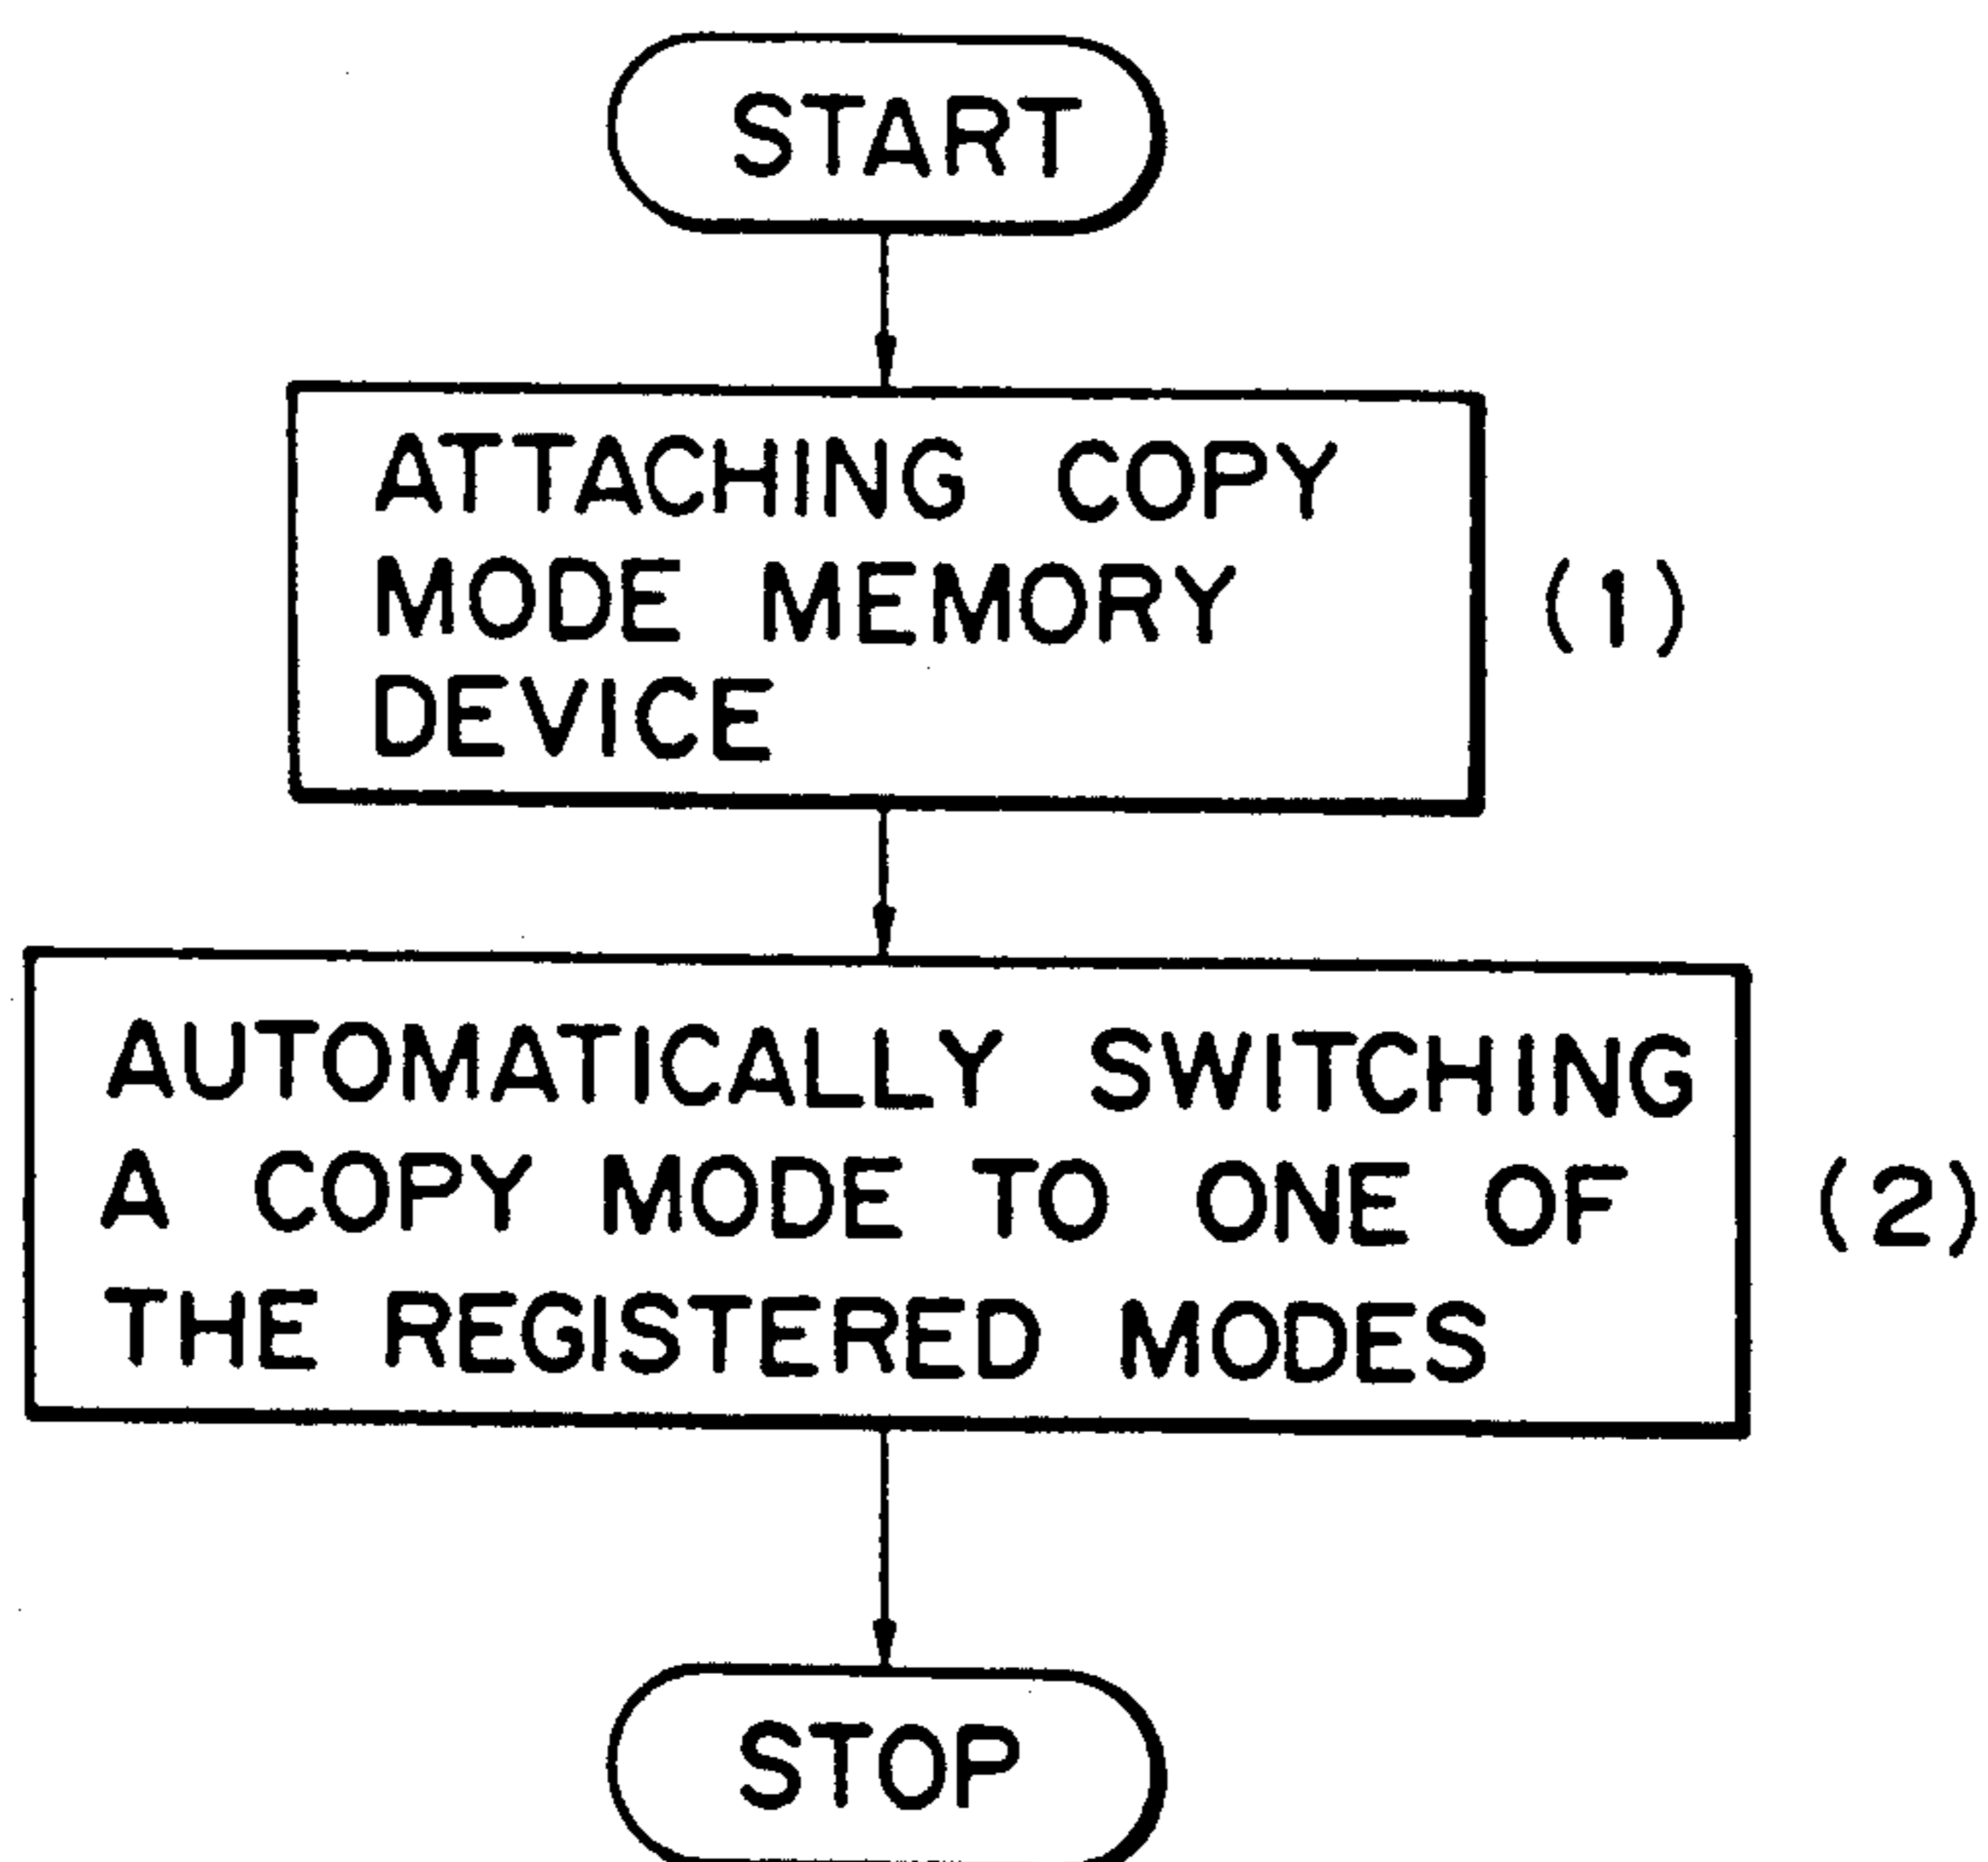 START
ATTACHING COPY
MODE MEMORY
DEVICE
(1)
AUTOMATICALLY SWITCHING
A COPY MODE TO ONE OF
THE REGISTERED MODES
(2)
STOP